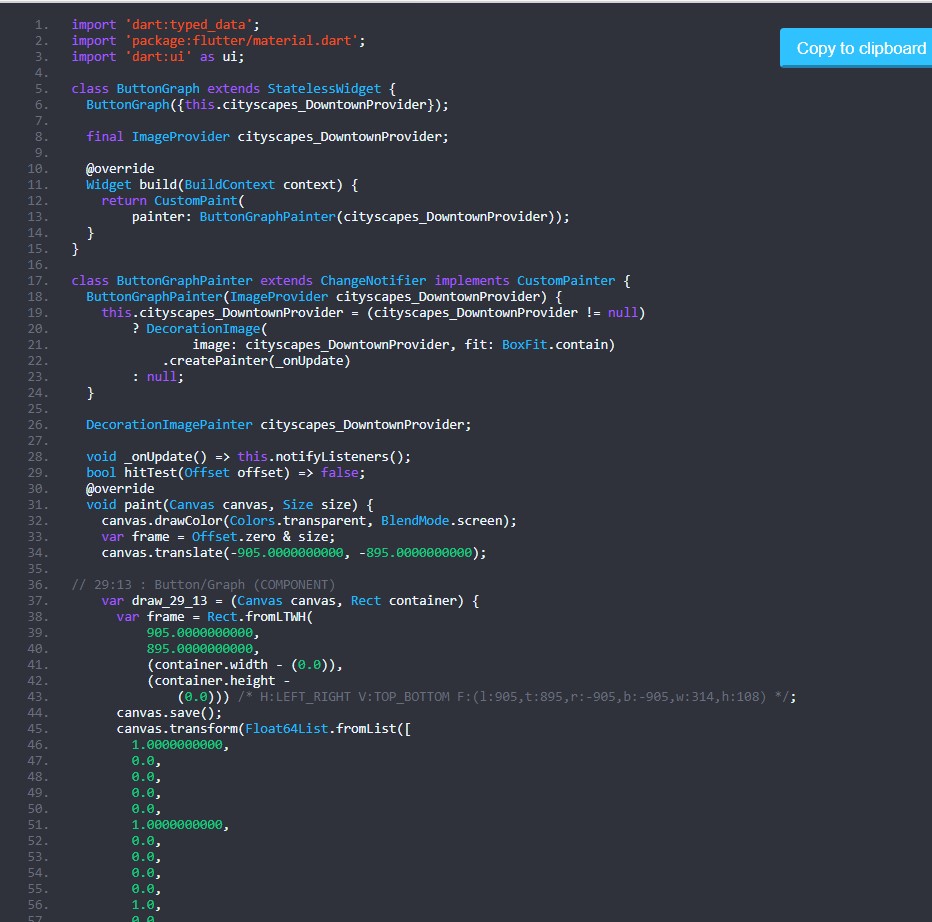 1. import 'dart:typed_data';
2. import 'package:flutter/material.dart';
3. import 'dart:ui' as ui;
4.
5. class ButtonGraph extends StatelessWidget {
6.   ButtonGraph({this.cityscapes_DowntownProvider});
7.
8.   final ImageProvider cityscapes_DowntownProvider;
9.
10.   @override
11.   Widget build(BuildContext context) {
12.     return CustomPaint(
13.         painter: ButtonGraphPainter(cityscapes_DowntownProvider));
14.   }
15. }
16.
17. class ButtonGraphPainter extends ChangeNotifier implements CustomPainter {
18.   ButtonGraphPainter(ImageProvider cityscapes_DowntownProvider) {
19.     this.cityscapes_DowntownProvider = (cityscapes_DowntownProvider != null)
20.         ? DecorationImage(
21.                 image: cityscapes_DowntownProvider, fit: BoxFit.contain)
22.             .createPainter(_onUpdate)
23.         : null;
24.   }
25.
26.   DecorationImagePainter cityscapes_DowntownProvider;
27.
28.   void _onUpdate() => this.notifyListeners();
29.   bool hitTest(Offset offset) => false;
30.   @override
31.   void paint(Canvas canvas, Size size) {
32.     canvas.drawColor(Colors.transparent, BlendMode.screen);
33.     var frame = Offset.zero & size;
34.     canvas.translate(-905.0000000000, -895.0000000000);
35.
36. // 29:13 : Button/Graph (COMPONENT)
37.     var draw_29_13 = (Canvas canvas, Rect container) {
38.       var frame = Rect.fromLTWH(
39.           905.0000000000,
40.           895.0000000000,
41.           (container.width - (0.0)),
42.           (container.height -
43.               (0.0))) /* H:LEFT_RIGHT V:TOP_BOTTOM F:(l:905,t:895,r:-905,b:-905,w:314,h:108) */;
44.       canvas.save();
45.       canvas.transform(Float64List.fromList([
46.         1.0000000000,
47.         0.0,
48.         0.0,
49.         0.0,
50.         0.0,
51.         1.0000000000,
52.         0.0,
53.         0.0,
54.         0.0,
55.         0.0,
56.         1.0,
57.         0.0
Copy to clipboard